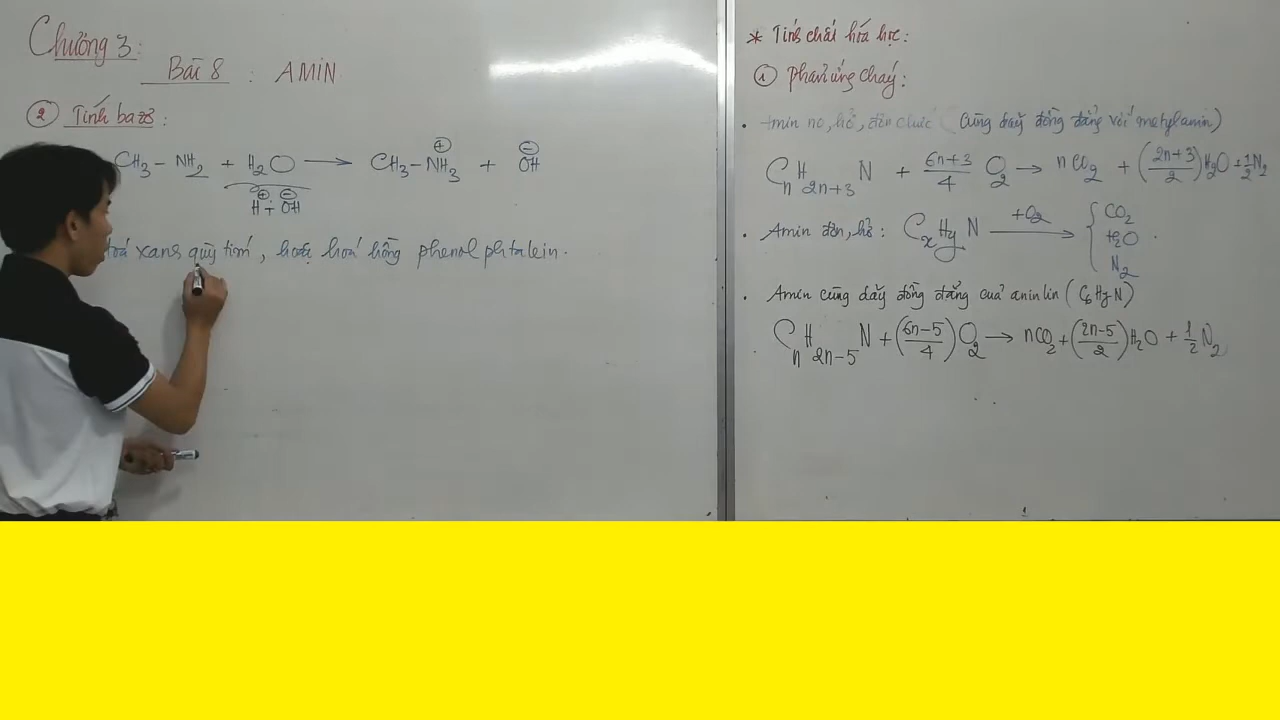 Chương 3:
Bài 8 : AMIN
② Tính bazơ:
CH₃ – NH₂ + H₂O ⟶ CH₃ – NH₃⊕ + OH⊖
H⊕ + OH⊖
hoá xanh quỳ tím, hoặc hoá hồng phenol phtalein.
* Tính chất hóa học:
① Phản ứng cháy:
• Amin no, hở, đơn chức (Cùng dãy đồng đẳng với metylamin)
CₙH₂ₙ₊₃N + (6n+3)/4 O₂ → nCO₂ + ((2n+3)/2)H₂O + 1/2 N₂
• Amin đơn, hở: CₓHᵧN —(+O₂)→ { CO₂
H₂O .
N₂
• Amin cùng dãy đồng đẳng của anilin (C₆H₇N)
CₙH₂ₙ₋₅N + ((6n-5)/4)O₂ → nCO₂ + ((2n-5)/2)H₂O + 1/2 N₂